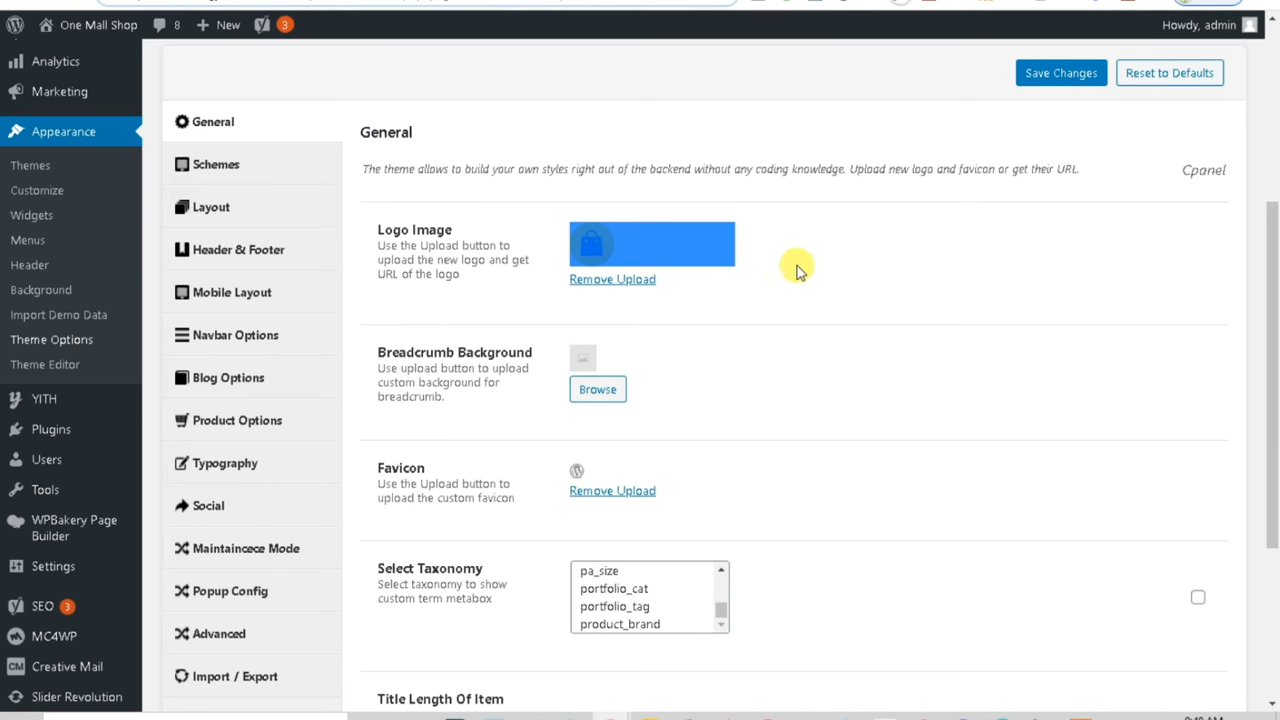 One Mall Shop
8
New
3
Howdy, admin
Analytics
Marketing
Appearance
Themes
Customize
Widgets
Menus
Header
Background
Import Demo Data
Theme Options
Theme Editor
YITH
Plugins
Users
Tools
WPBakery Page
Builder
Settings
SEO 3
MC4WP
CM Creative Mail
Slider Revolution
Save Changes
Reset to Defaults
General
Schemes
Layout
Header & Footer
Mobile Layout
Navbar Options
Blog Options
Product Options
Typography
Social
Maintaincece Mode
Popup Config
Advanced
Import / Export
General
The theme allows to build your own styles right out of the backend without any coding knowledge. Upload new logo and favicon or get their URL.
Cpanel
Logo Image
Use the Upload button to
upload the new logo and get
URL of the logo
Remove Upload
Breadcrumb Background
Use upload button to upload
custom background for
breadcrumb.
Browse
Favicon
Use the Upload button to
upload the custom favicon
Remove Upload
Select Taxonomy
Select taxonomy to show
custom term metabox
pa_size
portfolio_cat
portfolio_tag
product_brand
Title Length Of Item